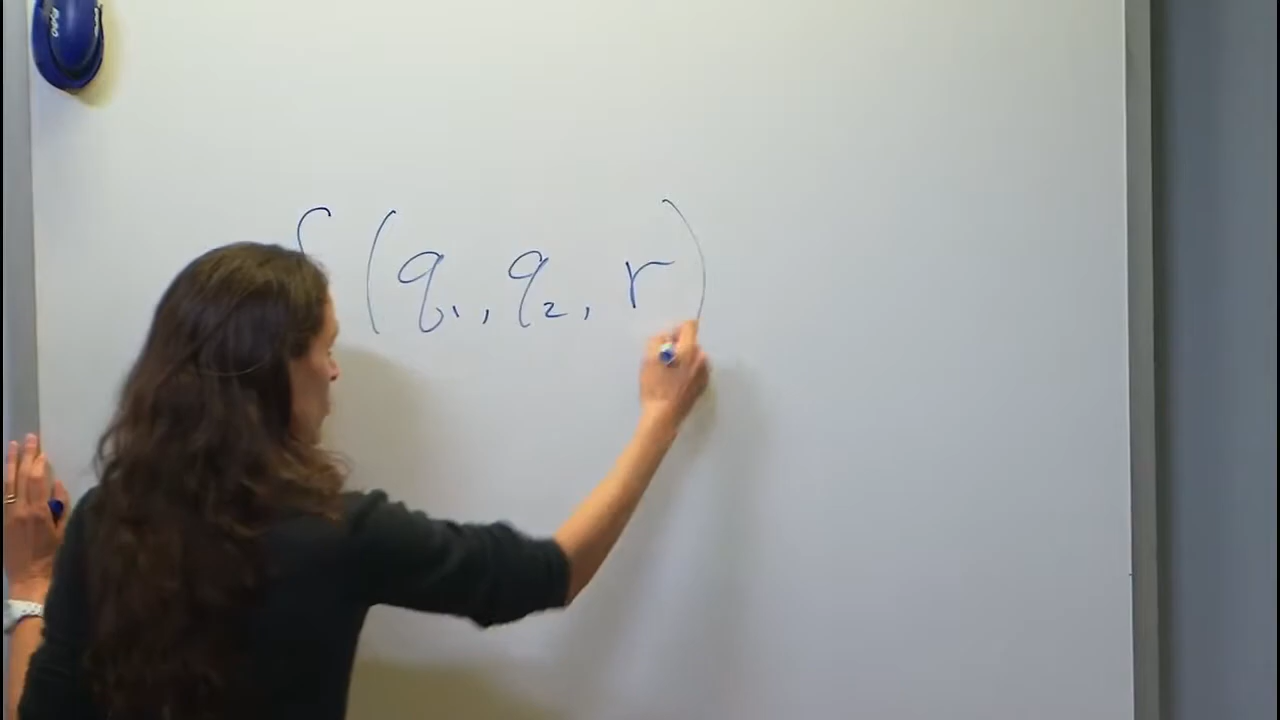 f (q₁, q₂, r)